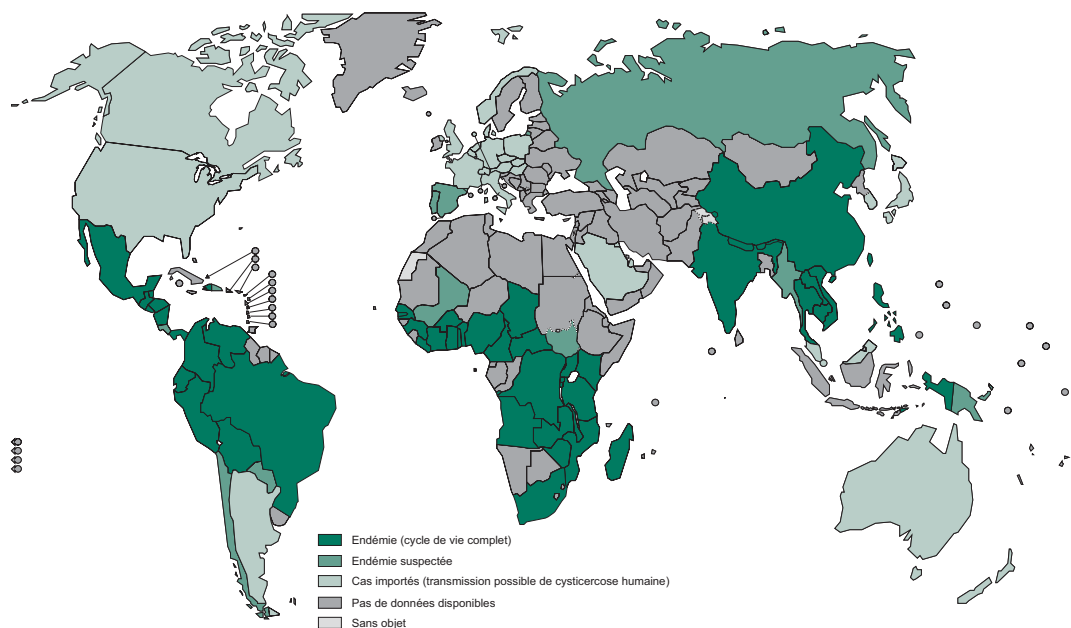 Endémie (cycle de vie complet)
Endémie suspectée
Cas importés (transmission possible de cysticercose humaine)
Pas de données disponibles
Sans objet